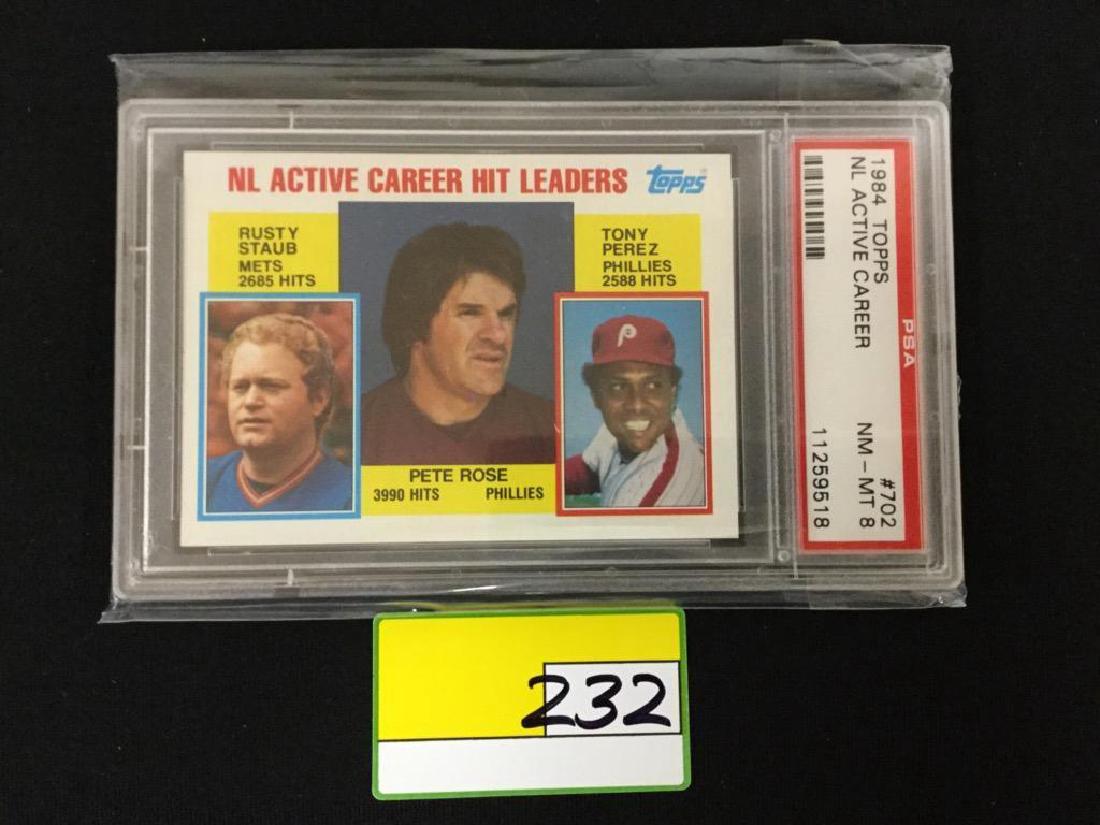 NL ACTIVE CAREER HIT LEADERS
topps
RUSTY
STAUB
METS
2685 HITS
TONY
PEREZ
PHILLIES
2588 HITS
P
PETE ROSE
3990 HITS PHILLIES
PSA
1984 TOPPS #702
NL ACTIVE CAREER NM-MT 8
11259518
232